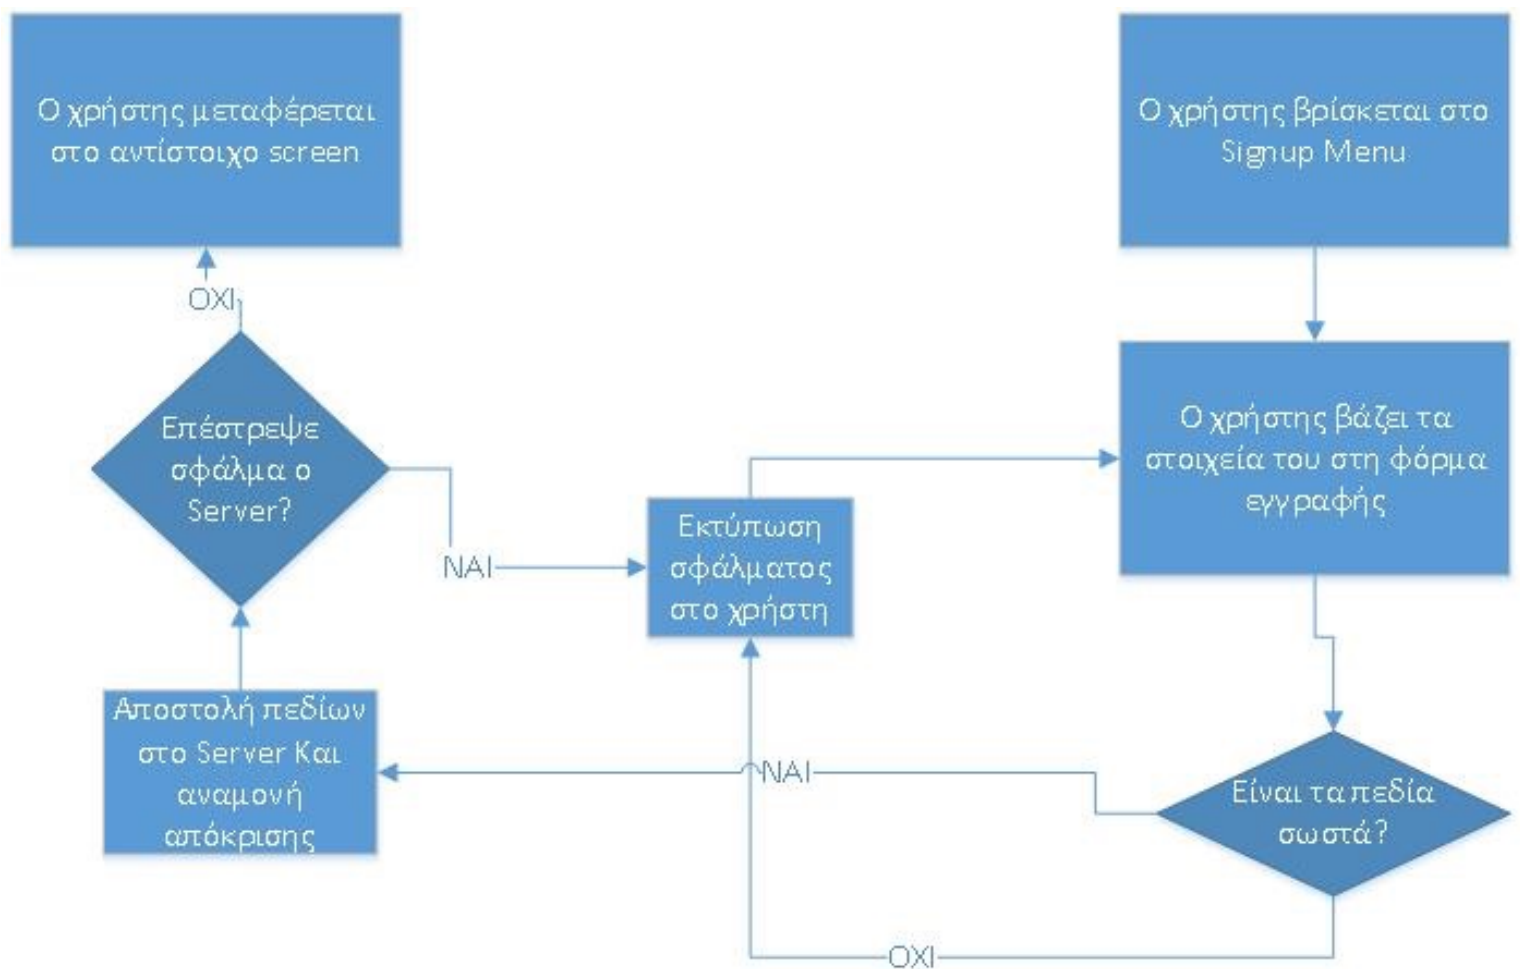 Ο χρήστης μεταφέρεται
στο αντίστοιχο screen
Ο χρήστης βρίσκεται στο
Signup Menu
ΟΧΙ
Επέστρεψε
σφάλμα ο
Server?
Ο χρήστης βάζει τα
στοιχεία του στη φόρμα
εγγραφής
ΝΑΙ
Εκτύπωση
σφάλματος
στο χρήστη
Αποστολή πεδίων
στο Server Και
αναμονή
απόκρισης
ΝΑΙ
Είναι τα πεδία
σωστά?
ΟΧΙ